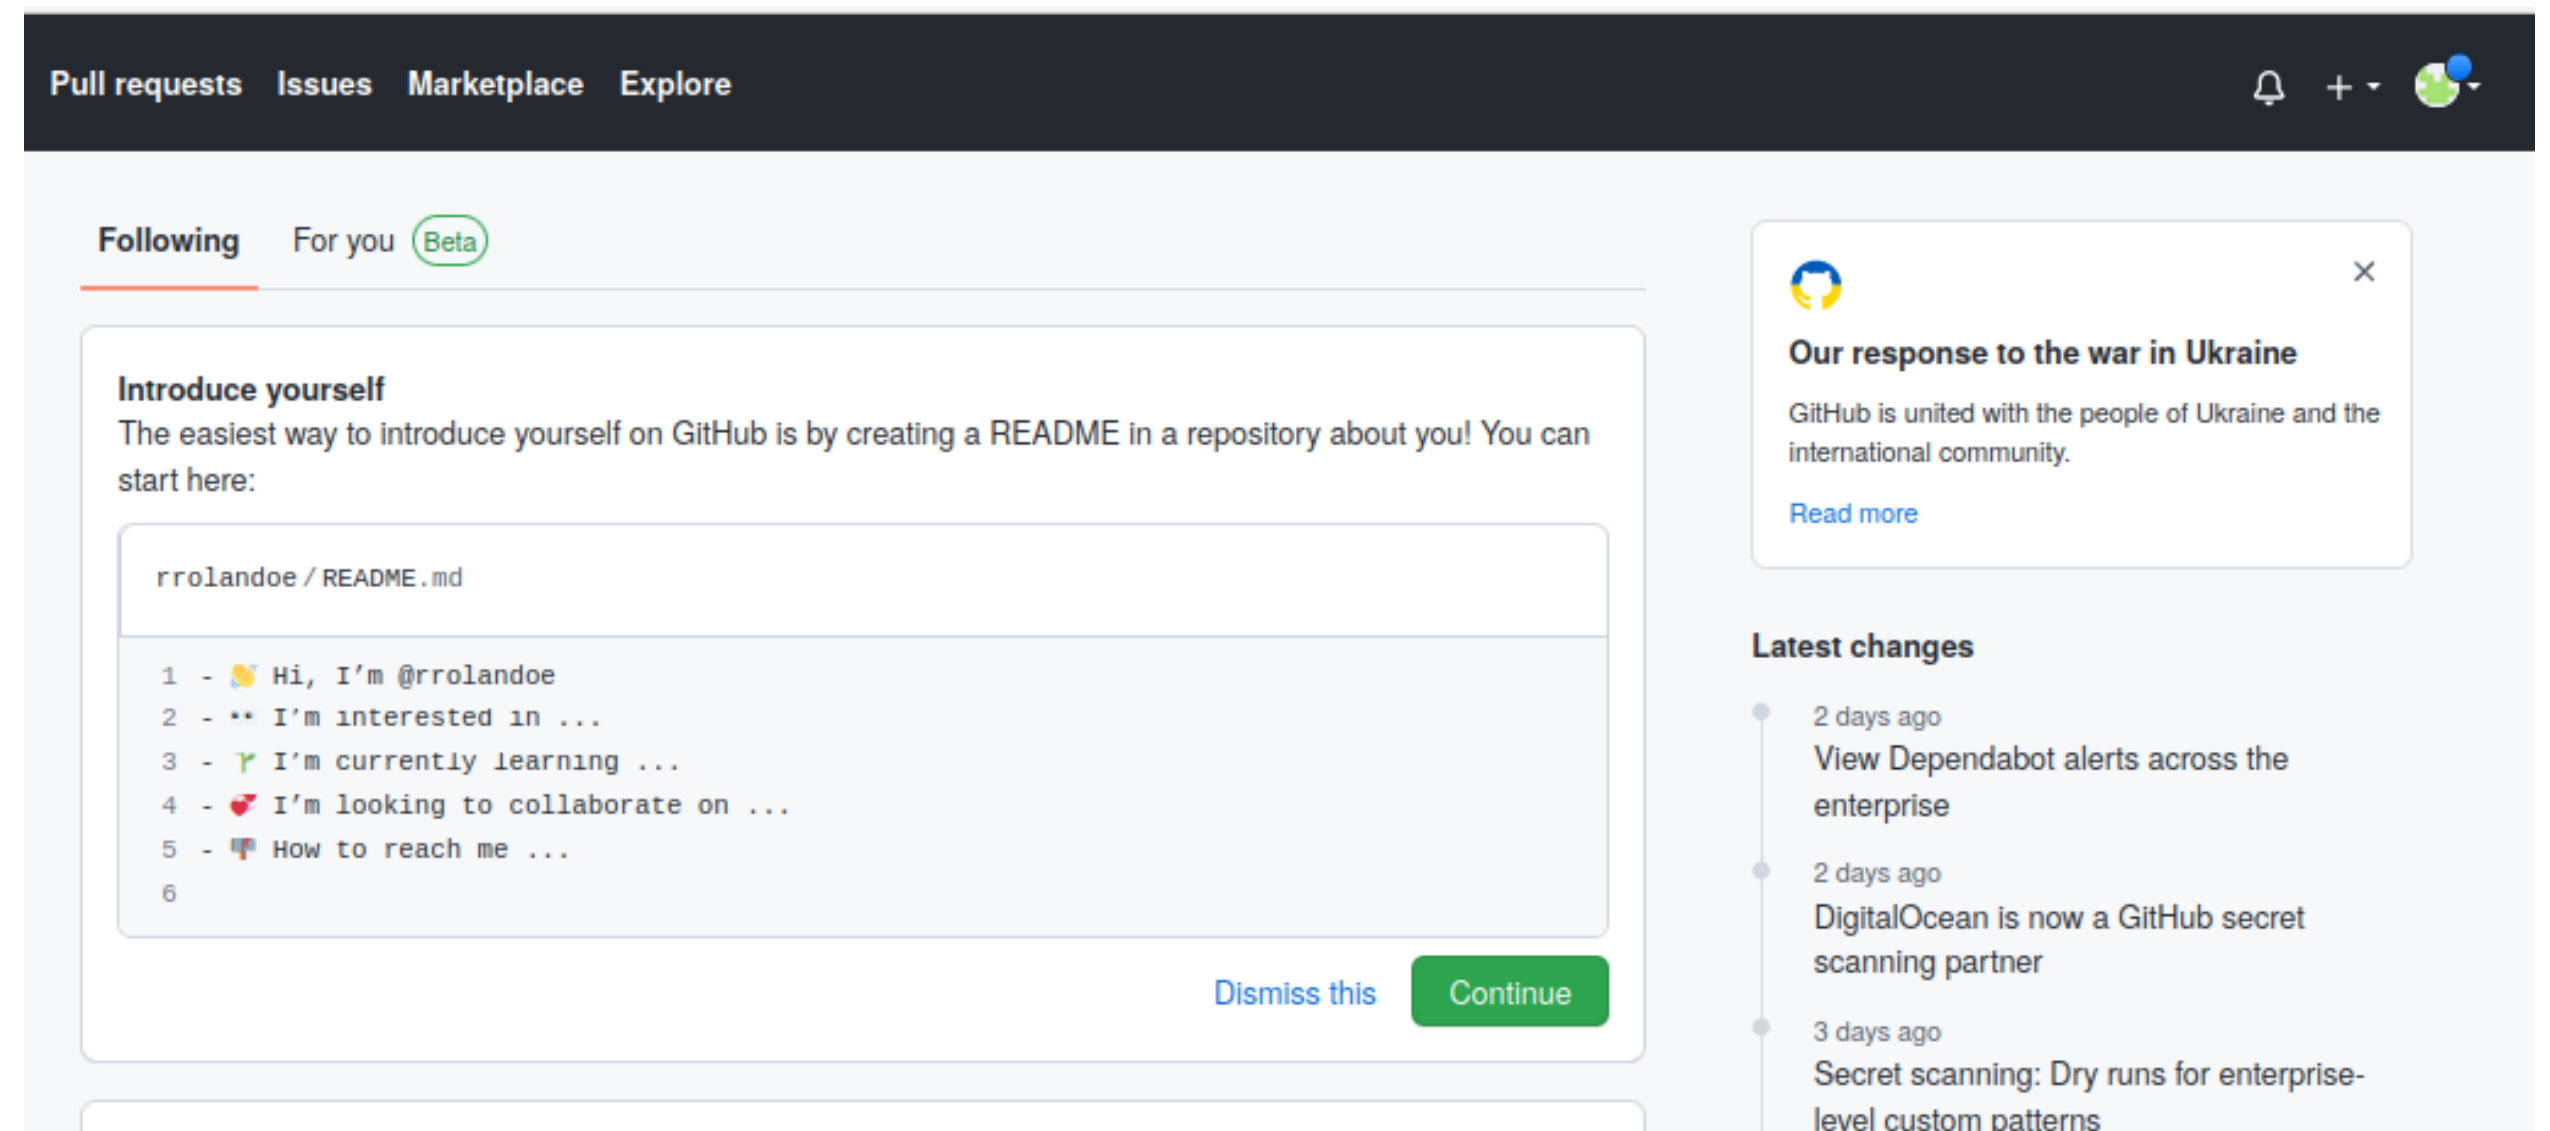 Pull requests Issues Marketplace Explore
Following For you Beta
Introduce yourself
The easiest way to introduce yourself on GitHub is by creating a README in a repository about you! You can
start here:
rrolandoe / README.md
1 - 👋 Hi, I’m @rrolandoe
2 - 👀 I’m interested in ...
3 - 🌱 I’m currently learning ...
4 - 💞️ I’m looking to collaborate on ...
5 - 📫 How to reach me ...
6
Dismiss this Continue
Our response to the war in Ukraine
GitHub is united with the people of Ukraine and the
international community.
Read more
Latest changes
2 days ago
View Dependabot alerts across the
enterprise
2 days ago
DigitalOcean is now a GitHub secret
scanning partner
3 days ago
Secret scanning: Dry runs for enterprise-
level custom patterns